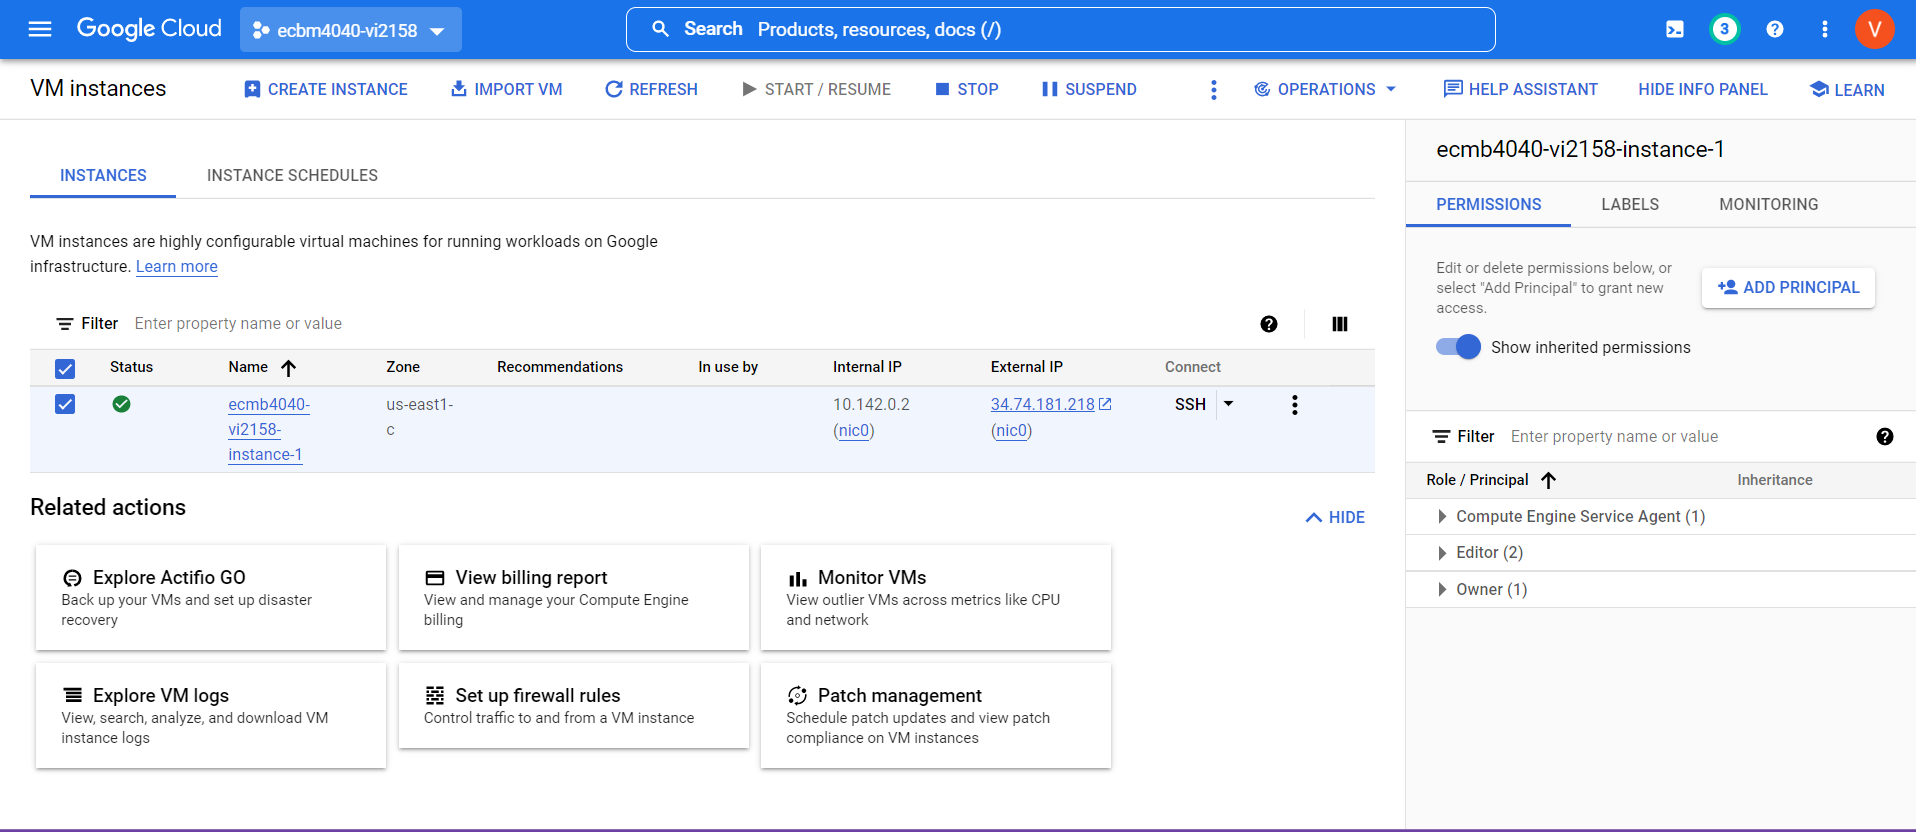 Google Cloud
ecbm4040-vi2158
Search Products, resources, docs (/)
3
V
VM instances
CREATE INSTANCE
IMPORT VM
REFRESH
START / RESUME
STOP
SUSPEND
OPERATIONS
HELP ASSISTANT
HIDE INFO PANEL
LEARN
INSTANCES
INSTANCE SCHEDULES
VM instances are highly configurable virtual machines for running workloads on Google
infrastructure. Learn more
Filter Enter property name or value
Status Name Zone Recommendations In use by Internal IP External IP Connect
ecmb4040- us-east1- 10.142.0.2 34.74.181.218 SSH
vi2158- c (nic0) (nic0)
instance-1
Related actions
HIDE
Explore Actifio GO
Back up your VMs and set up disaster
recovery
View billing report
View and manage your Compute Engine
billing
Monitor VMs
View outlier VMs across metrics like CPU
and network
Explore VM logs
View, search, analyze, and download VM
instance logs
Set up firewall rules
Control traffic to and from a VM instance
Patch management
Schedule patch updates and view patch
compliance on VM instances
ecmb4040-vi2158-instance-1
PERMISSIONS
LABELS
MONITORING
Edit or delete permissions below, or
select "Add Principal" to grant new
access.
ADD PRINCIPAL
Show inherited permissions
Filter Enter property name or value
Role / Principal Inheritance
Compute Engine Service Agent (1)
Editor (2)
Owner (1)